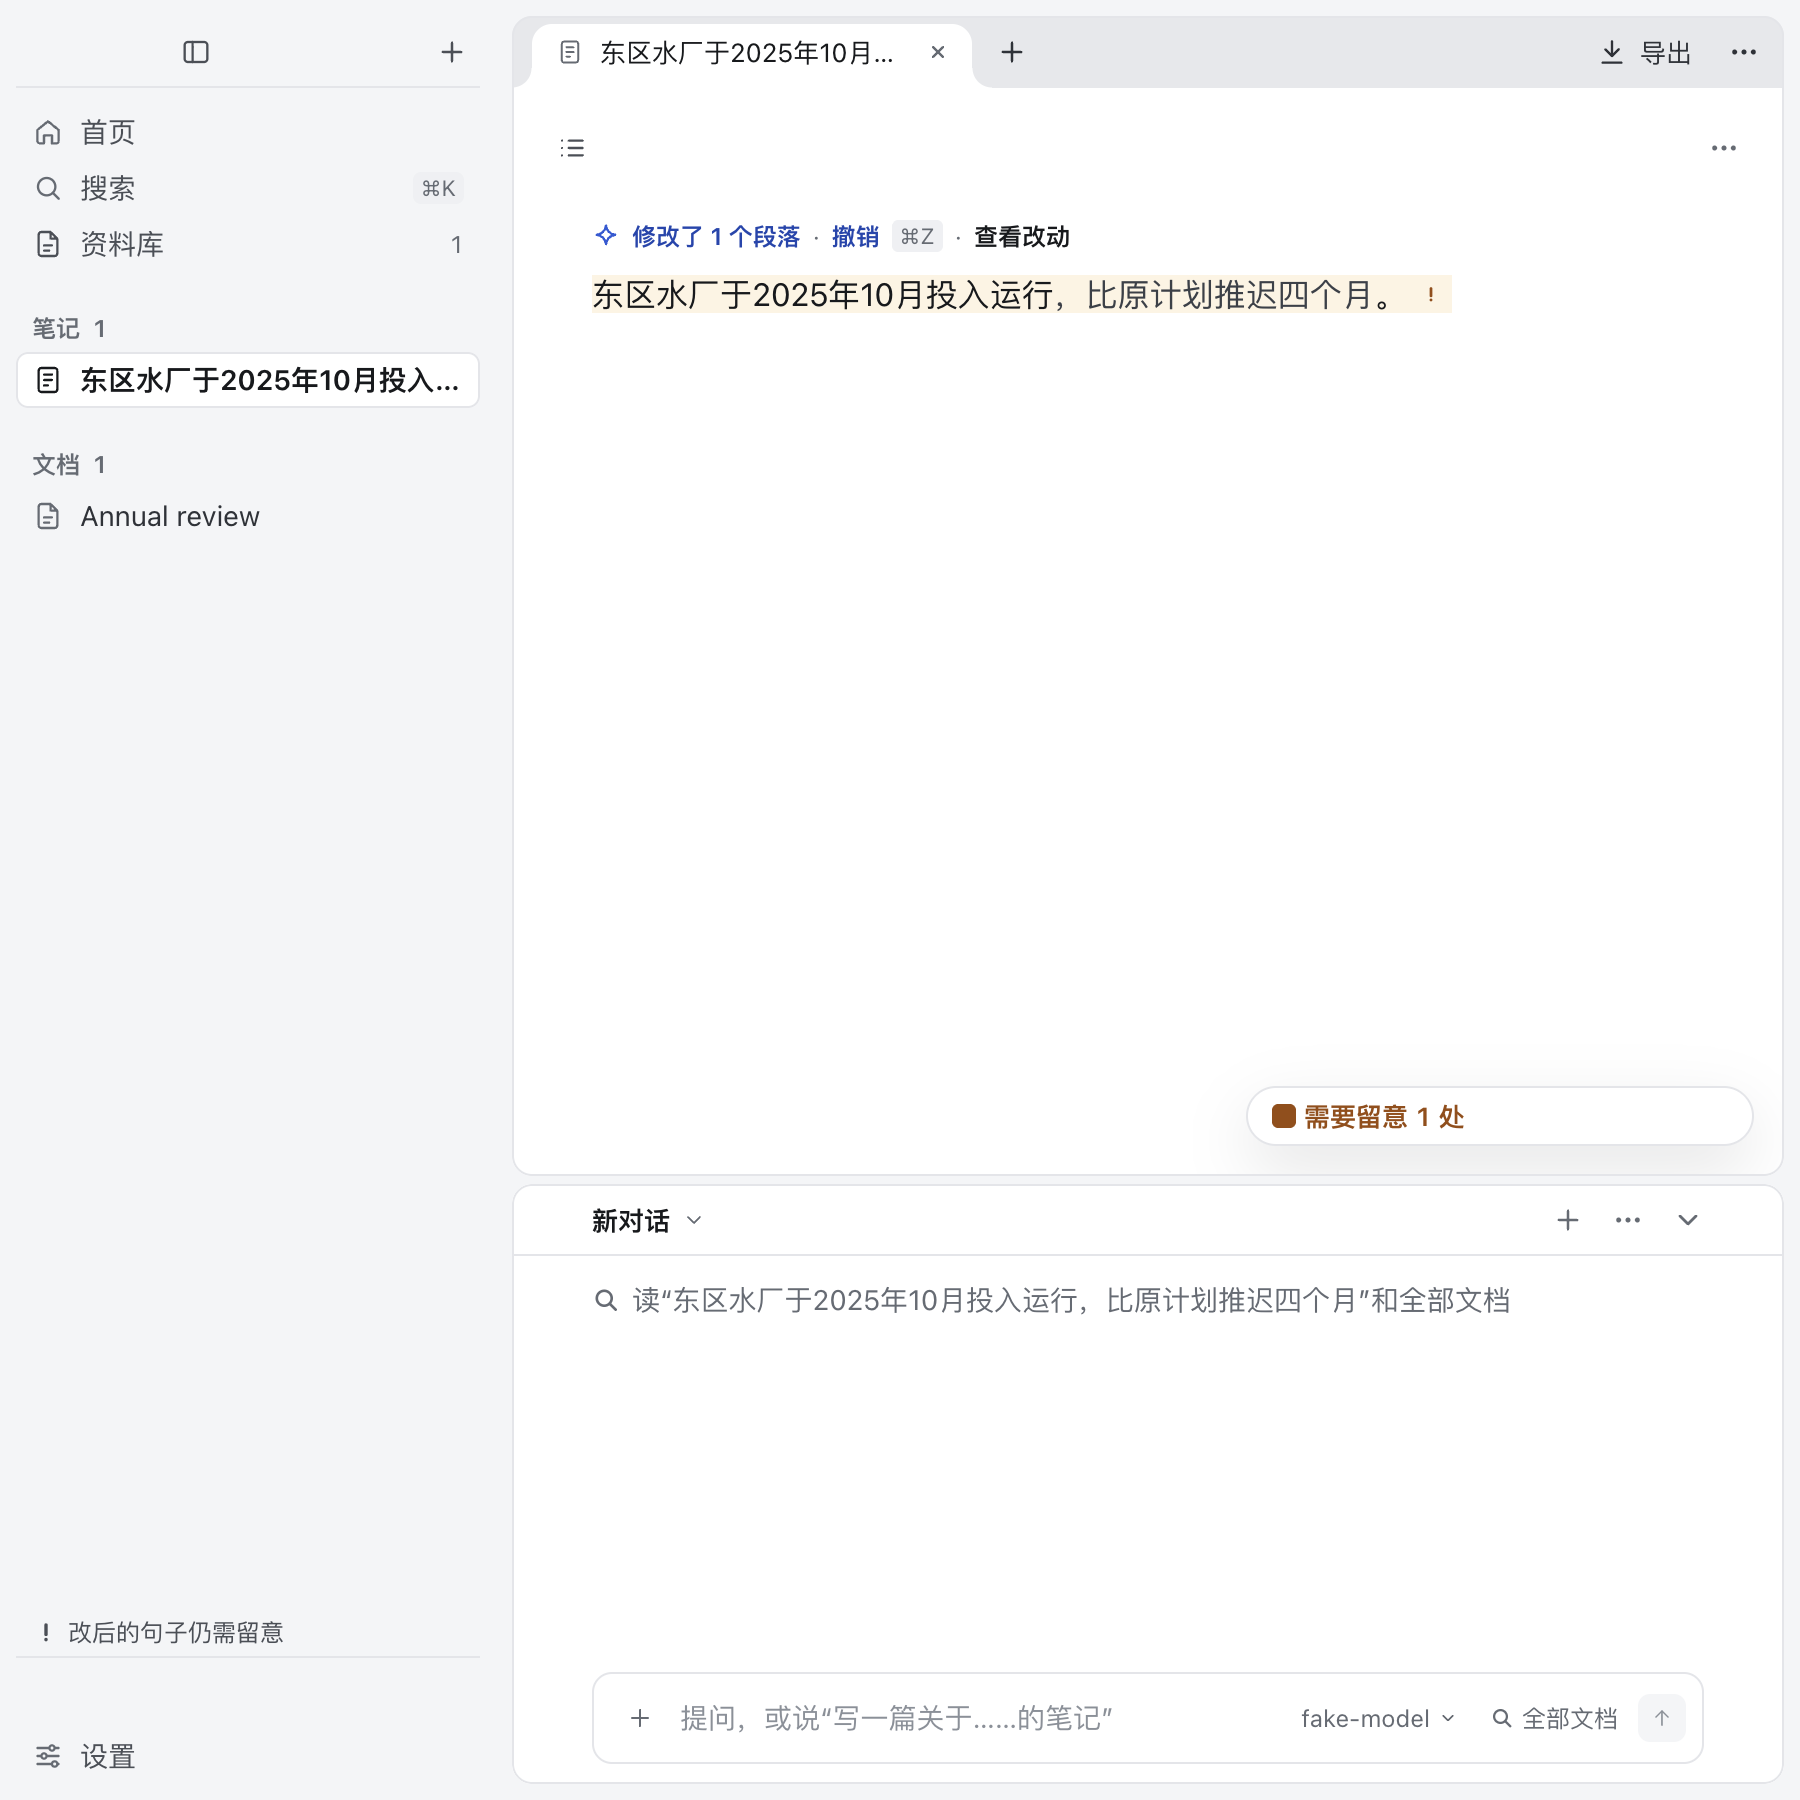 首页
搜索 ⌘K
资料库 1
笔记 1
东区水厂于2025年10月投入...
文档 1
Annual review
! 改后的句子仍需留意
设置
东区水厂于2025年10月...
导出
修改了 1 个段落 · 撤销 ⌘Z · 查看改动
东区水厂于2025年10月投入运行，比原计划推迟四个月。 !
需要留意 1 处
新对话
读“东区水厂于2025年10月投入运行，比原计划推迟四个月”和全部文档
提问，或说“写一篇关于……的笔记” fake-model 全部文档